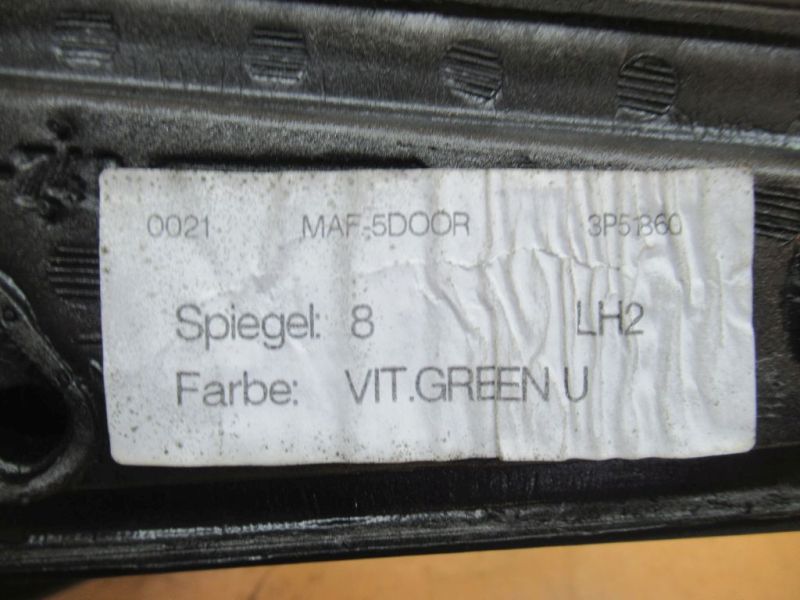 0021 MAF-5DOOR 3P51860
Spiegel: 8 LH2
Farbe: VIT.GREEN U